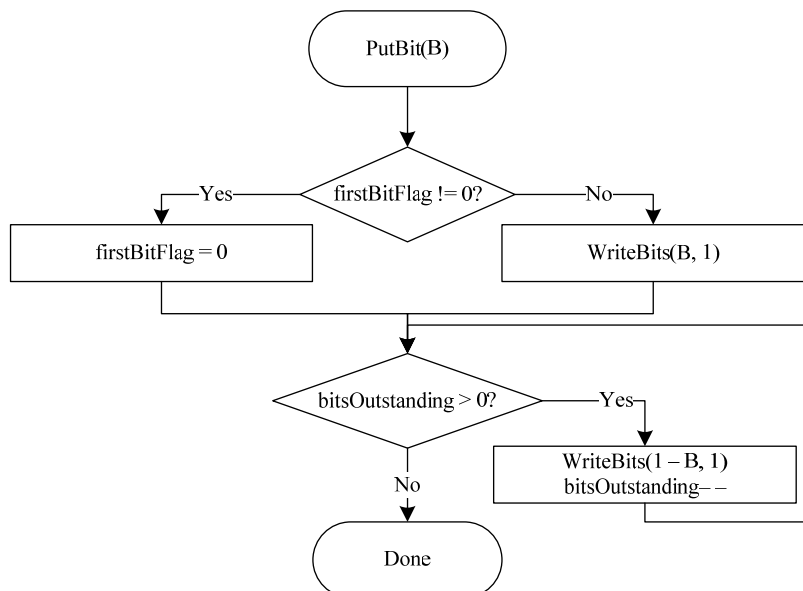 PutBit(B)
firstBitFlag != 0?
Yes
No
firstBitFlag = 0
WriteBits(B, 1)
bitsOutstanding > 0?
Yes
WriteBits(1 – B, 1)
bitsOutstanding– –
No
Done